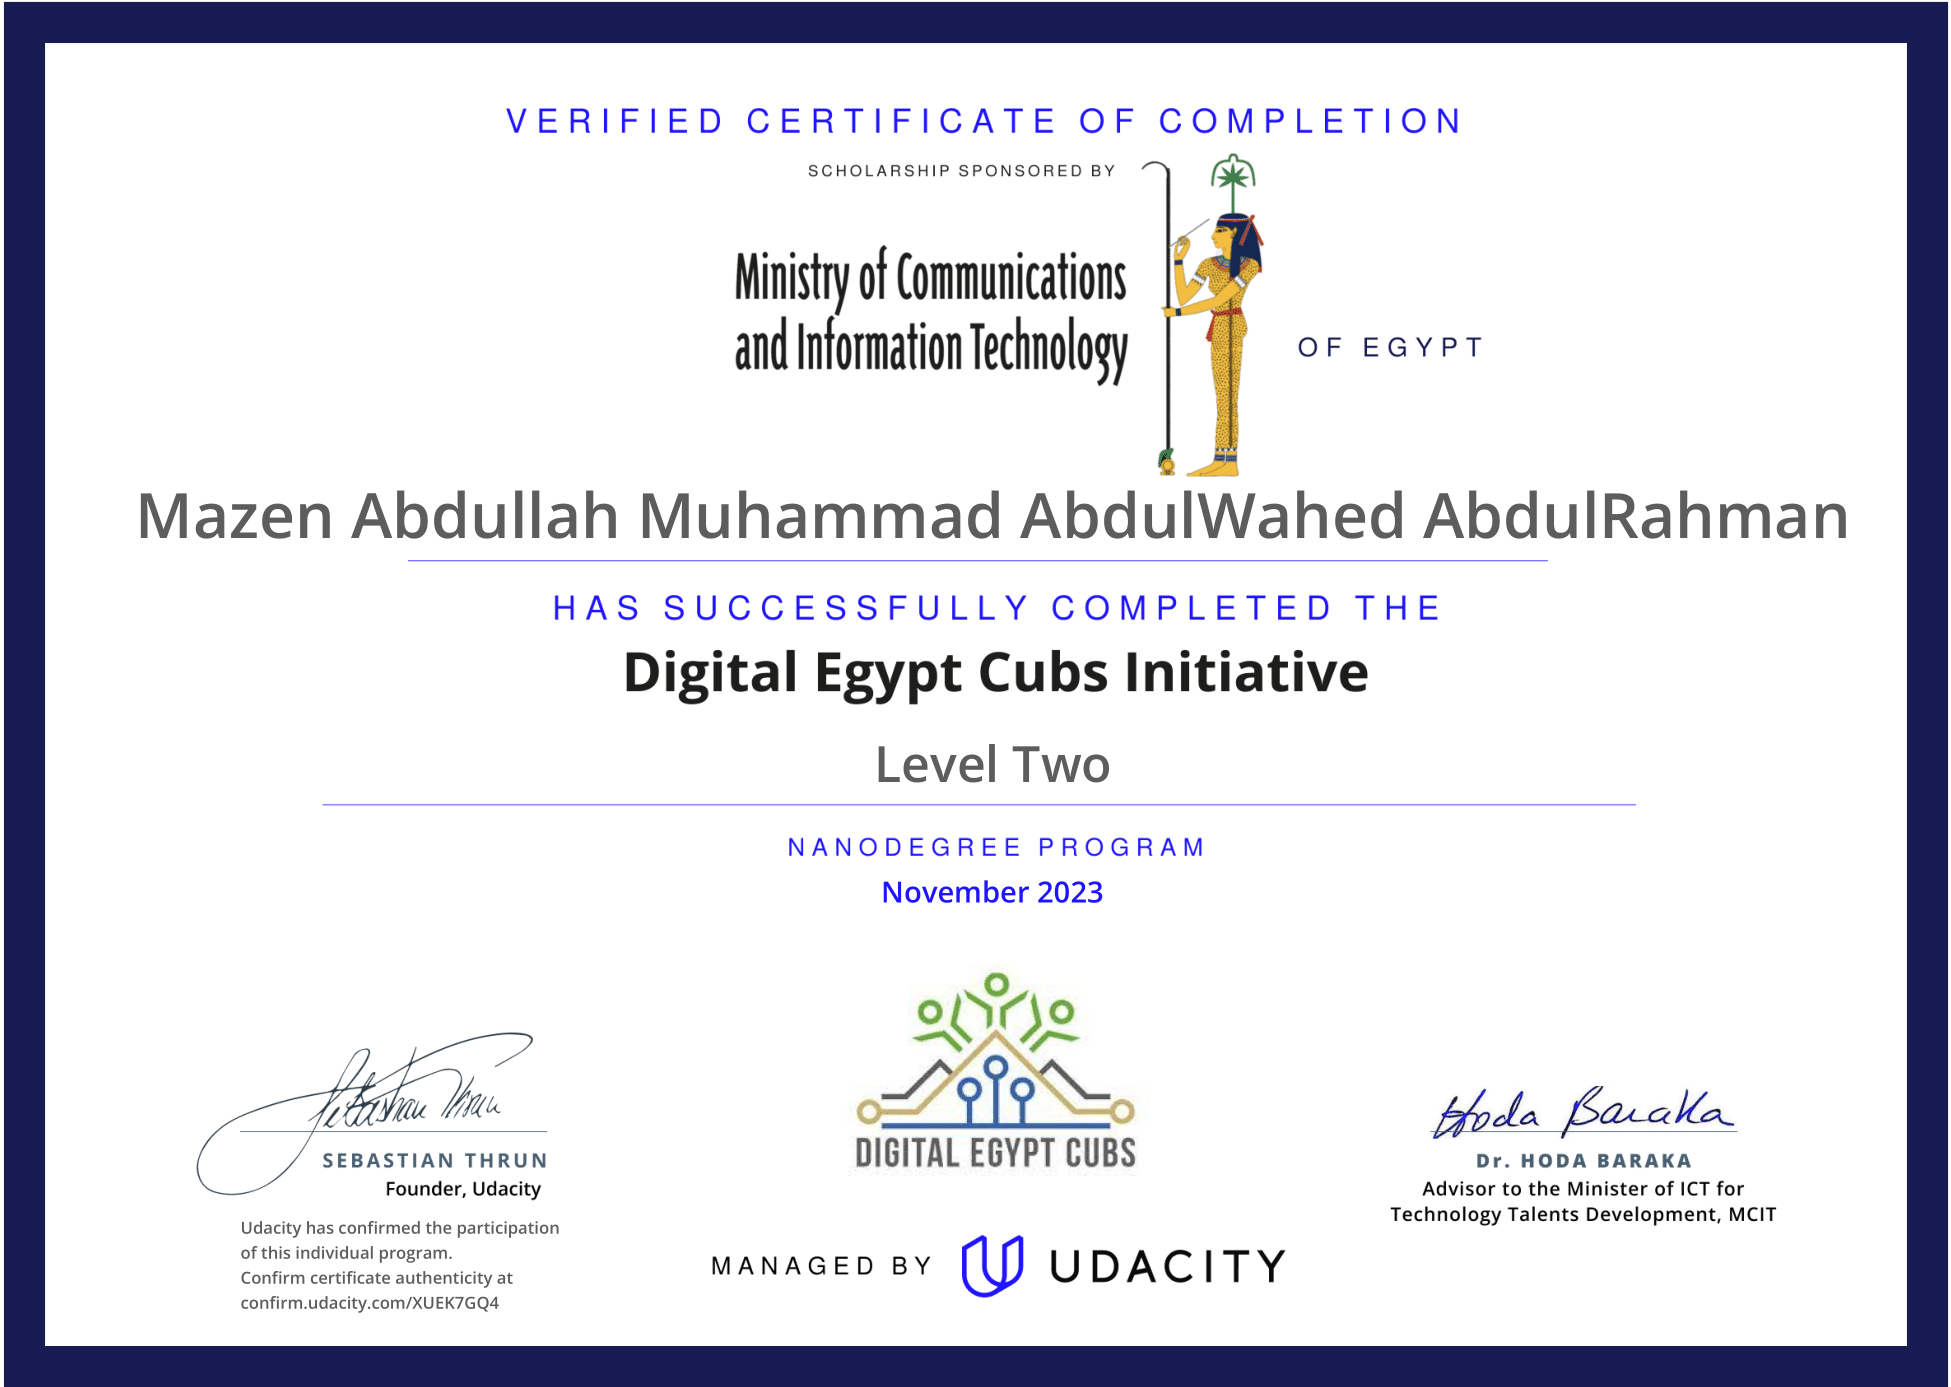 VERIFIED CERTIFICATE OF COMPLETION
SCHOLARSHIP SPONSORED BY
Ministry of Communications
and Information Technology
OF EGYPT
Mazen Abdullah Muhammad AbdulWahed AbdulRahman
HAS SUCCESSFULLY COMPLETED THE
Digital Egypt Cubs Initiative
Level Two
NANODEGREE PROGRAM
November 2023
Sebastian Thrun
SEBASTIAN THRUN
Founder, Udacity
Udacity has confirmed the participation
of this individual program.
Confirm certificate authenticity at
confirm.udacity.com/XUEK7GQ4
DIGITAL EGYPT CUBS
MANAGED BY UDACITY
Hoda Baraka
Dr. HODA BARAKA
Advisor to the Minister of ICT for
Technology Talents Development, MCIT